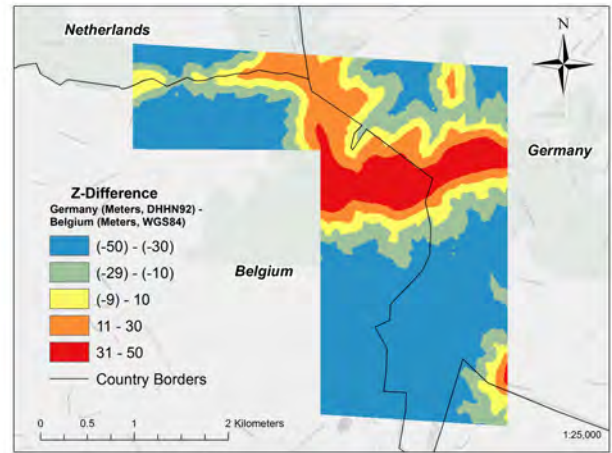 Netherlands
N
Germany
Z-Difference
Germany (Meters, DHHN92) -
Belgium (Meters, WGS84)
(-50) - (-30)
(-29) - (-10)
(-9) - 10
11 - 30
31 - 50
Country Borders
Belgium
0 0.5 1 2 Kilometers
1:25,000